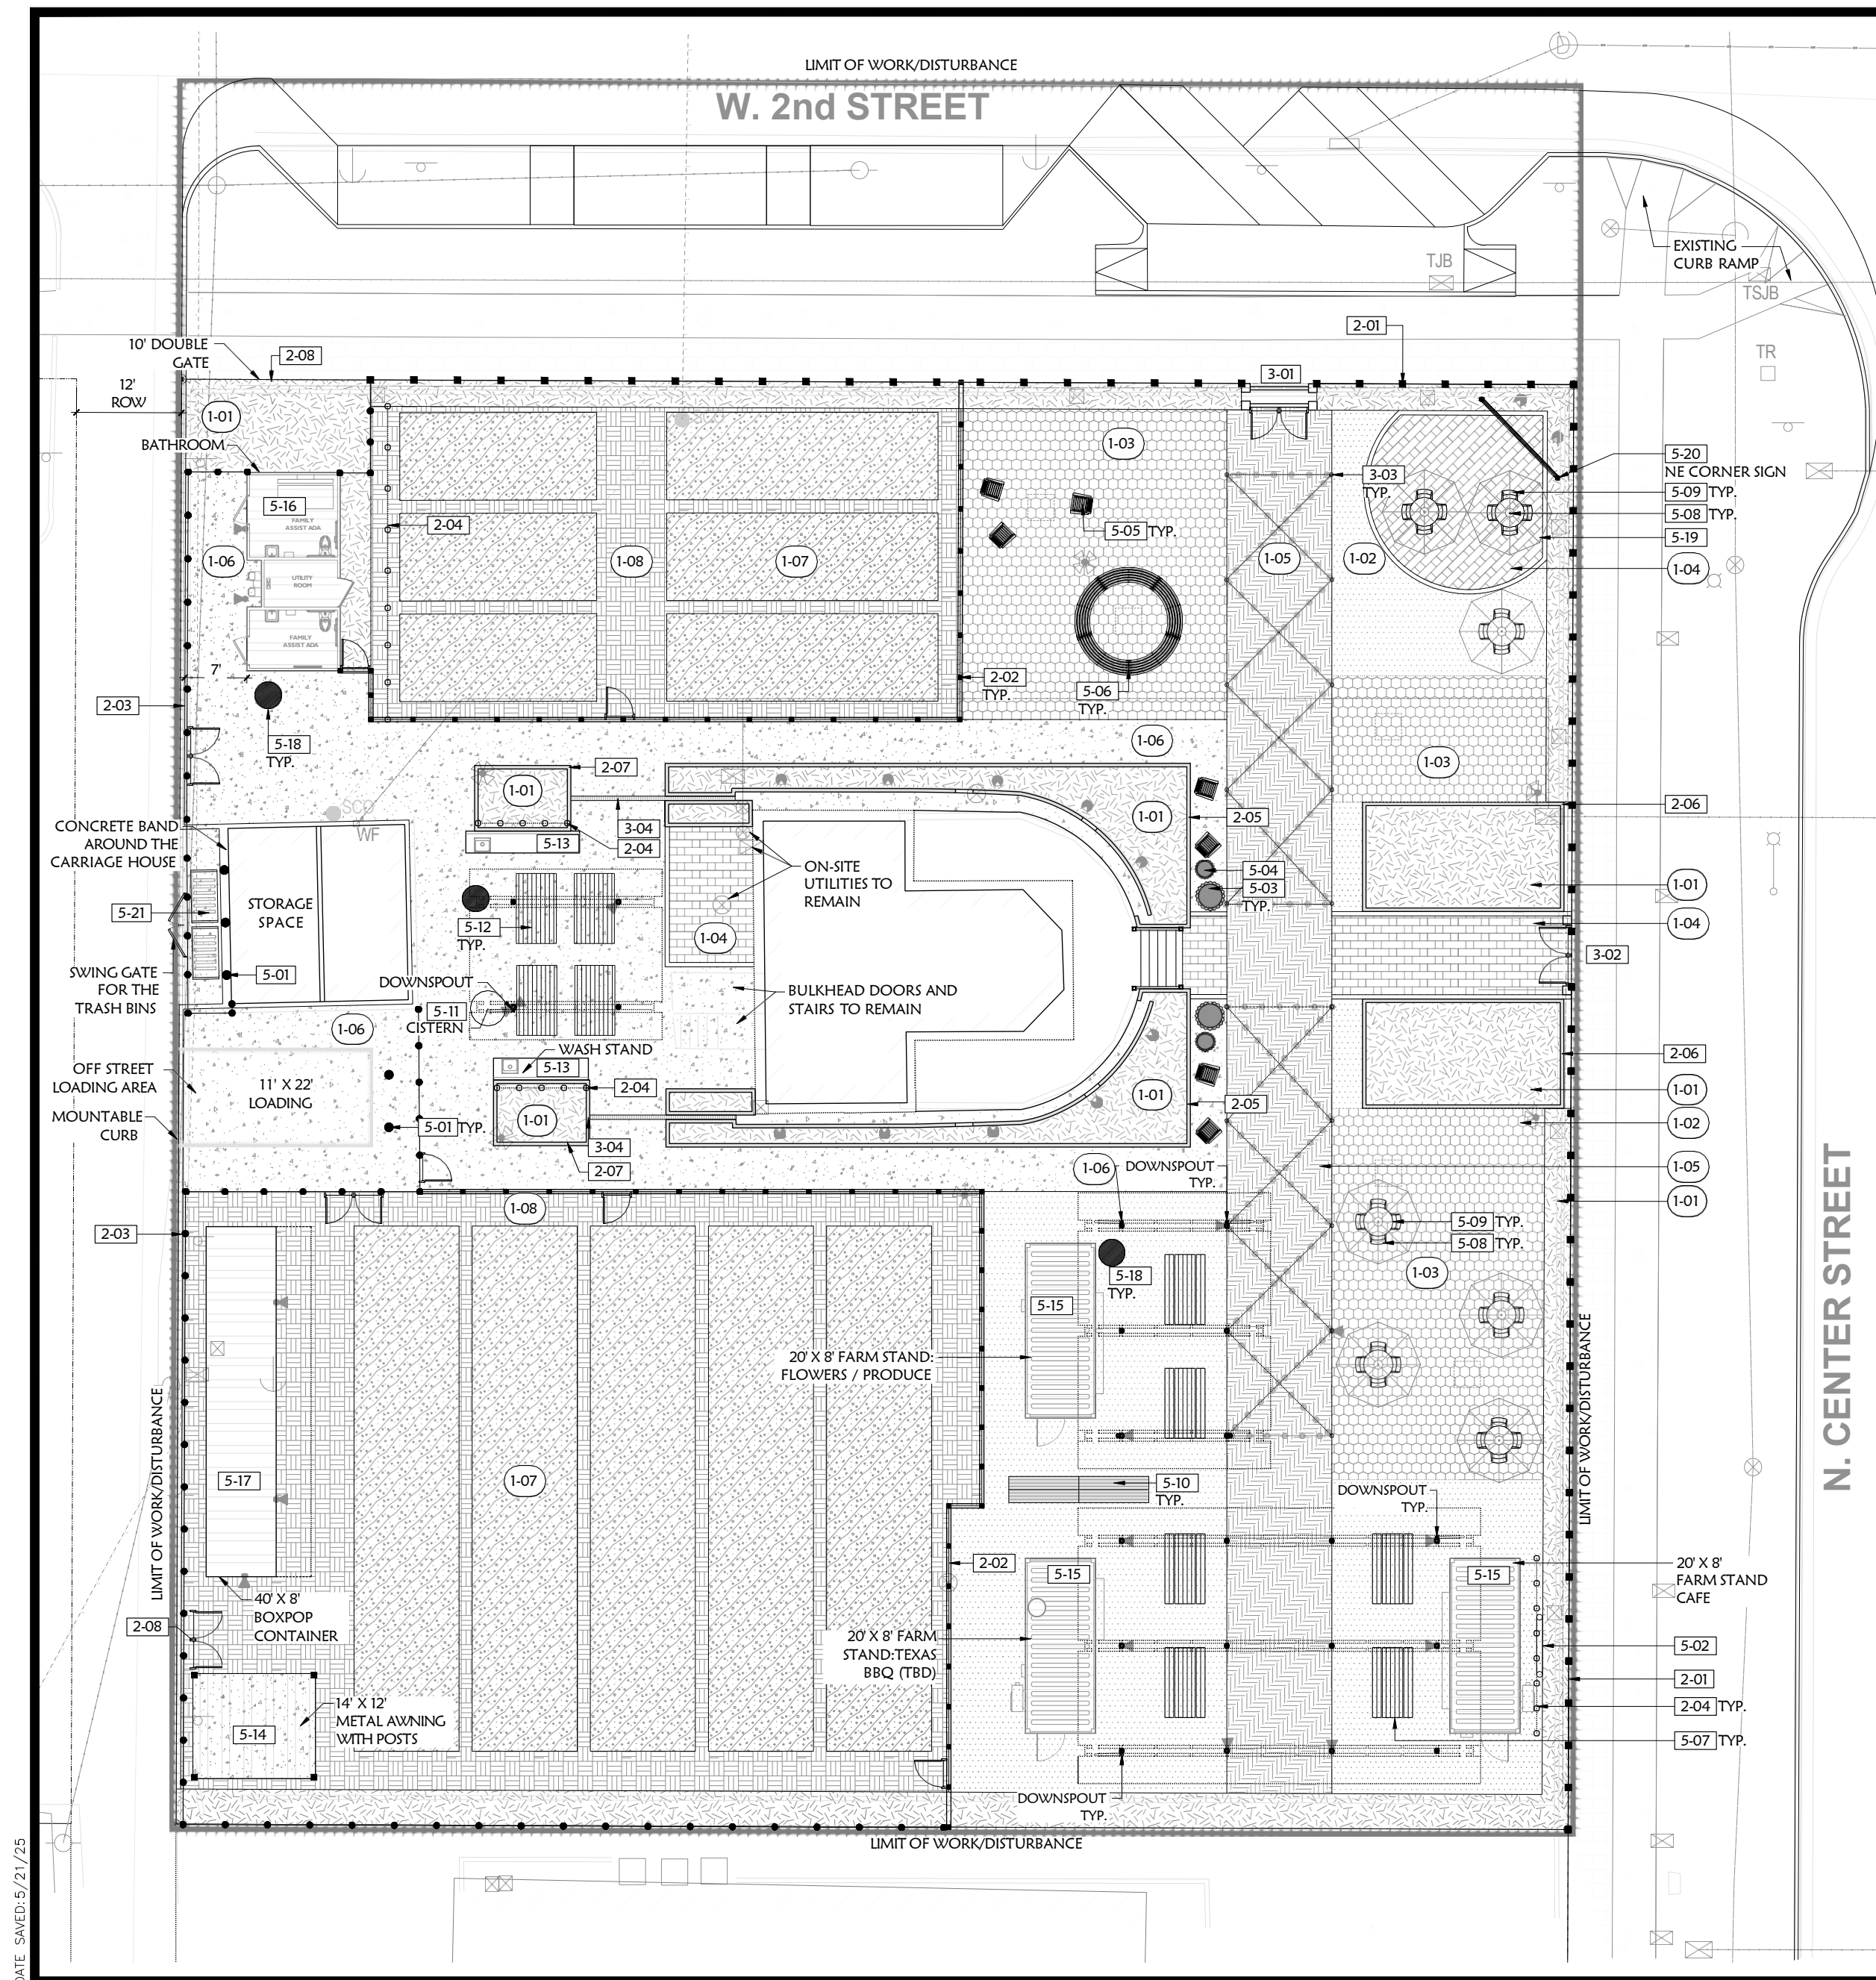 LIMIT OF WORK/DISTURBANCE
W. 2nd STREET
EXISTING
CURB RAMP
TJB
TSJB
TR
2-01
10' DOUBLE
GATE
2-08
12'
ROW
3-01
1-01
BATHROOM
1-03
5-20
NE CORNER SIGN
3-03
TYP.
5-09 TYP.
5-08 TYP.
5-16
FAMILY
ASSIST ADA
2-04
5-05 TYP.
5-19
1-06
1-08
1-07
1-05
1-02
1-04
UTILITY
ROOM
FAMILY
ASSIST ADA
7'
2-02
TYP.
5-06
TYP.
2-03
5-18
TYP.
1-06
1-03
2-07
1-01
SCO
WF
2-06
1-01
2-05
CONCRETE BAND
AROUND THE
CARRIAGE HOUSE
3-04
2-04
5-13
ON-SITE
UTILITIES TO
REMAIN
5-04
5-03
TYP.
1-01
STORAGE
SPACE
5-21
5-12
TYP.
1-04
1-04
3-02
SWING GATE
FOR THE
TRASH BINS
5-01
DOWNSPOUT
BULKHEAD DOORS AND
STAIRS TO REMAIN
5-11
CISTERN
1-06
WASH STAND
5-13
2-06
OFF STREET
LOADING AREA
11' X 22'
LOADING
2-04
1-01
1-01
2-05
MOUNTABLE
CURB
5-01 TYP.
1-01
3-04
2-07
1-02
1-06
DOWNSPOUT
TYP.
1-05
1-01
1-08
2-03
5-09 TYP.
5-08 TYP.
1-03
5-18
TYP.
5-15
N. CENTER STREET
LIMIT OF WORK/DISTURBANCE
20' X 8' FARM STAND:
FLOWERS / PRODUCE
LIMIT OF WORK/DISTURBANCE
5-17
1-07
5-10
TYP.
DOWNSPOUT
TYP.
2-02
5-15
5-15
20' X 8'
FARM STAND
CAFE
40' X 8'
BOXPOP
CONTAINER
2-08
20' X 8' FARM
STAND:TEXAS
BBQ (TBD)
5-02
2-01
2-04 TYP.
5-07 TYP.
14' X 12'
METAL AWNING
WITH POSTS
5-14
DOWNSPOUT
TYP.
LIMIT OF WORK/DISTURBANCE
DATE SAVED:5/21/25